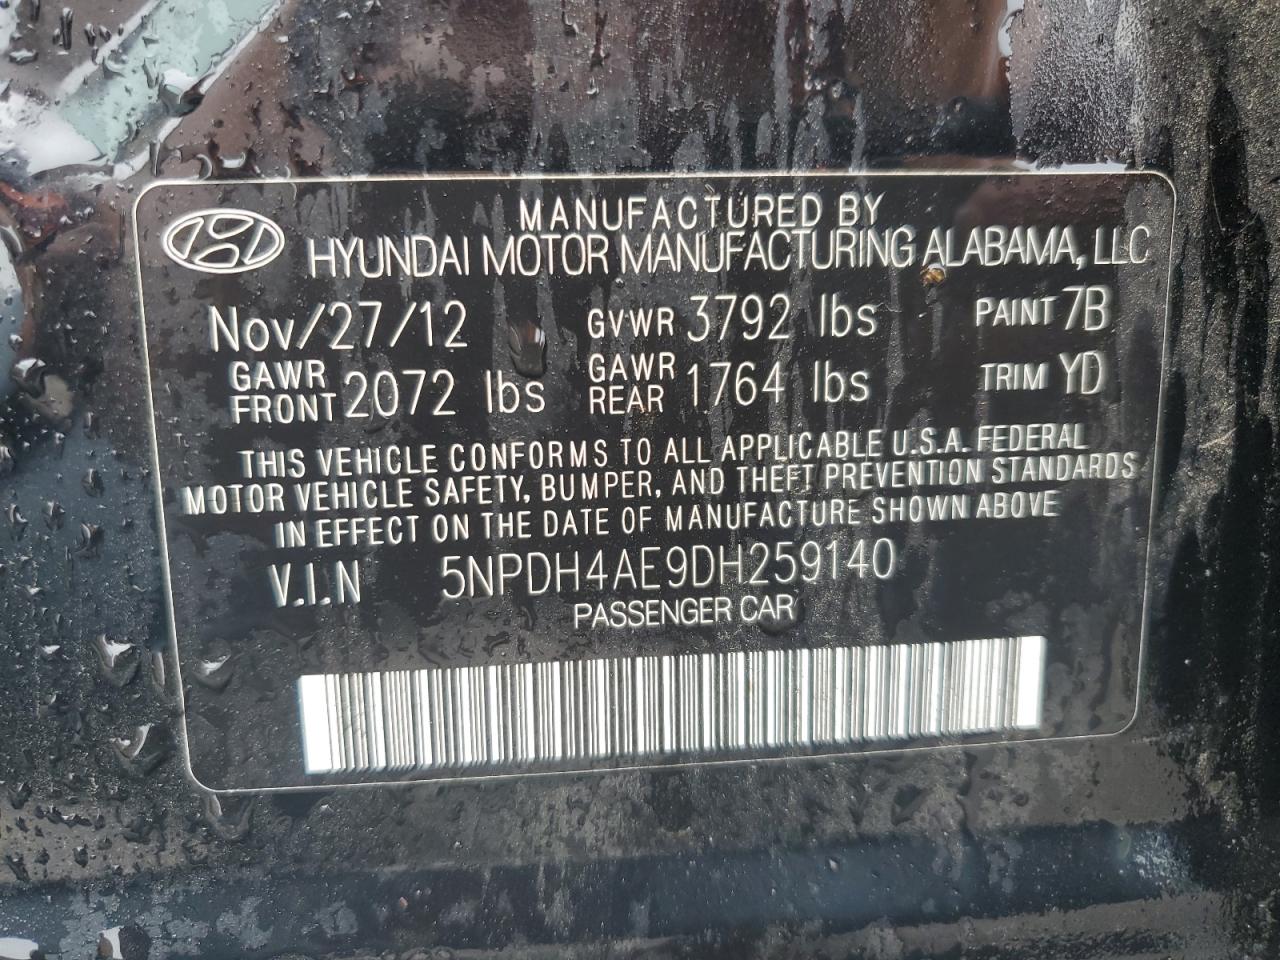 MANUFACTURED BY
HYUNDAI MOTOR MANUFACTURING ALABAMA, LLC
Nov/27/12 GVWR 3792 lbs PAINT 7B
GAWR FRONT 2072 lbs GAWR REAR 1764 lbs TRIM YD
THIS VEHICLE CONFORMS TO ALL APPLICABLE U.S.A. FEDERAL
MOTOR VEHICLE SAFETY, BUMPER, AND THEFT PREVENTION STANDARDS
IN EFFECT ON THE DATE OF MANUFACTURE SHOWN ABOVE
V.I.N 5NPDH4AE9DH259140
PASSENGER CAR